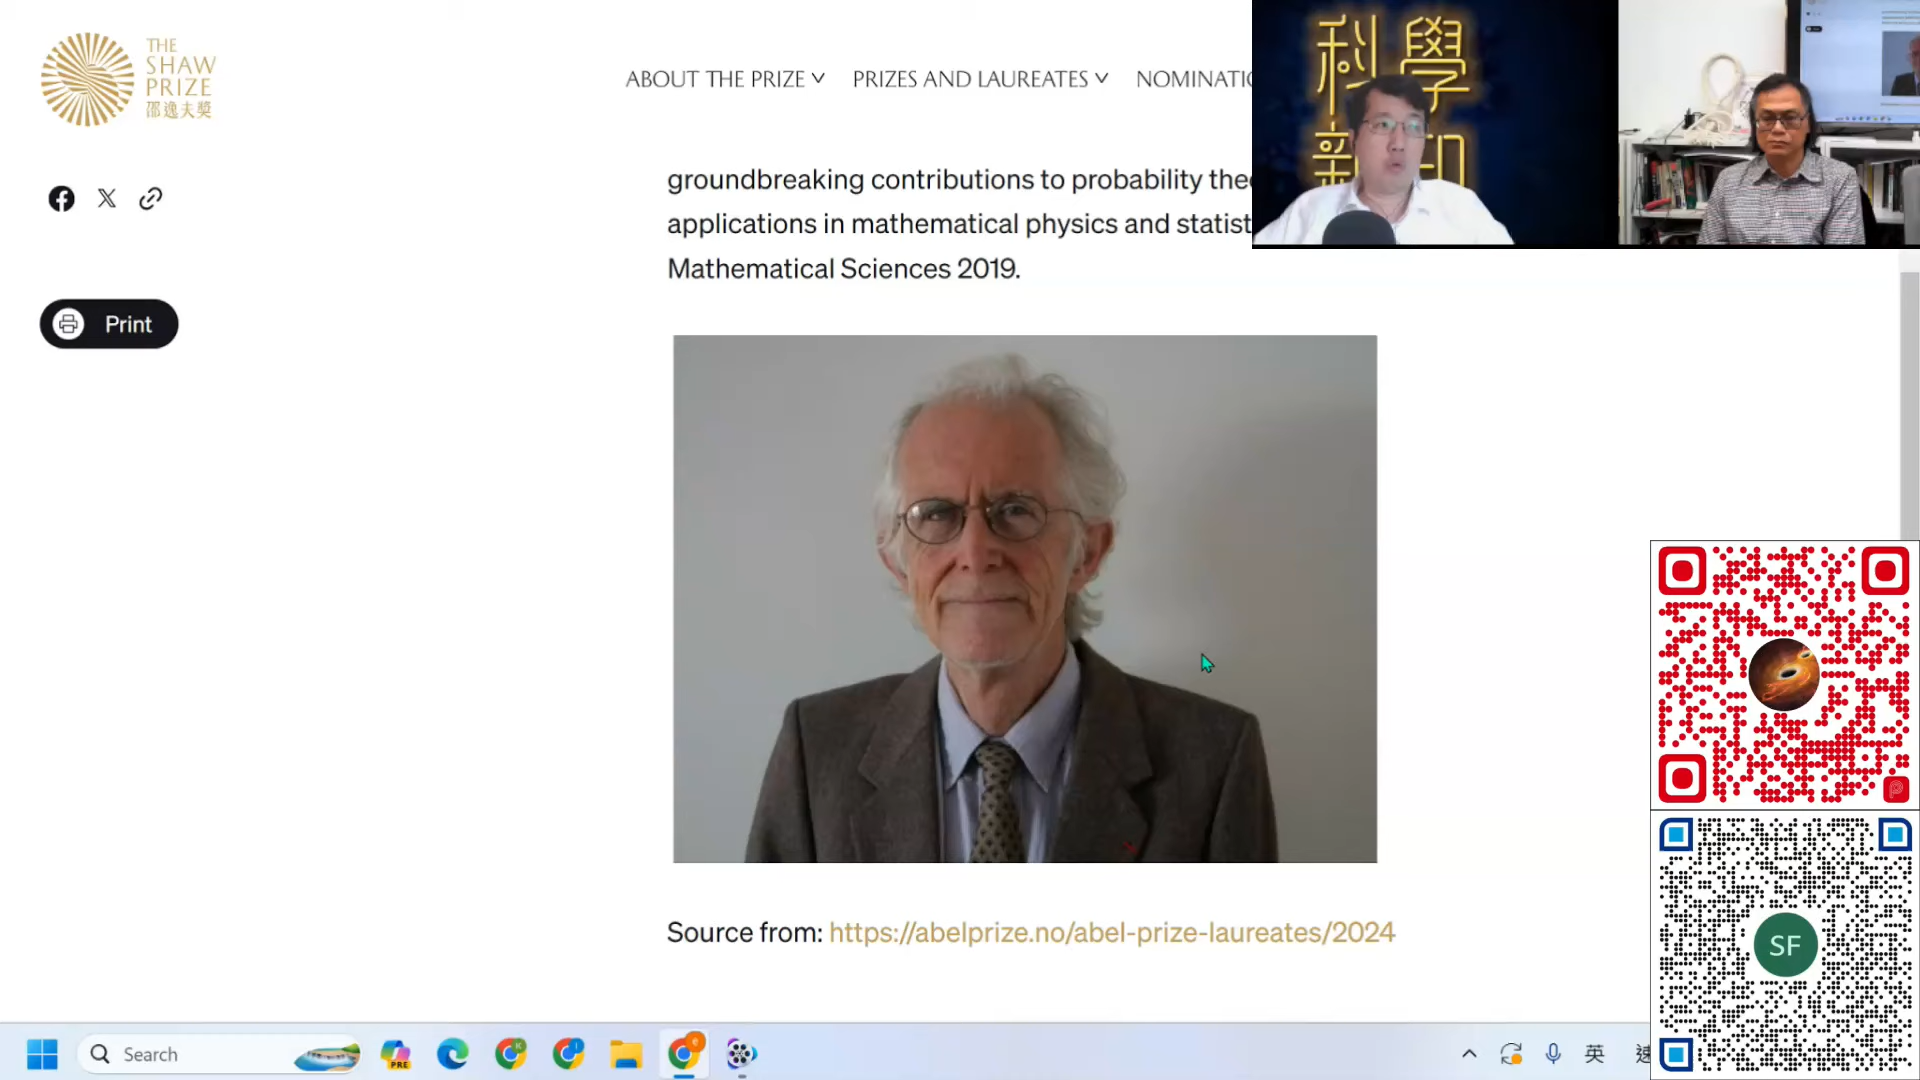 THE
SHAW
PRIZE
邵逸夫獎
ABOUT THE PRIZE
PRIZES AND LAUREATES
科學
新
groundbreaking contributions to probability
applications in mathematical physics and
Mathematical Sciences 2019.
Print
Source from: https://abelprize.no/abel-prize-laureates/2024
SF
Search
PRE
英